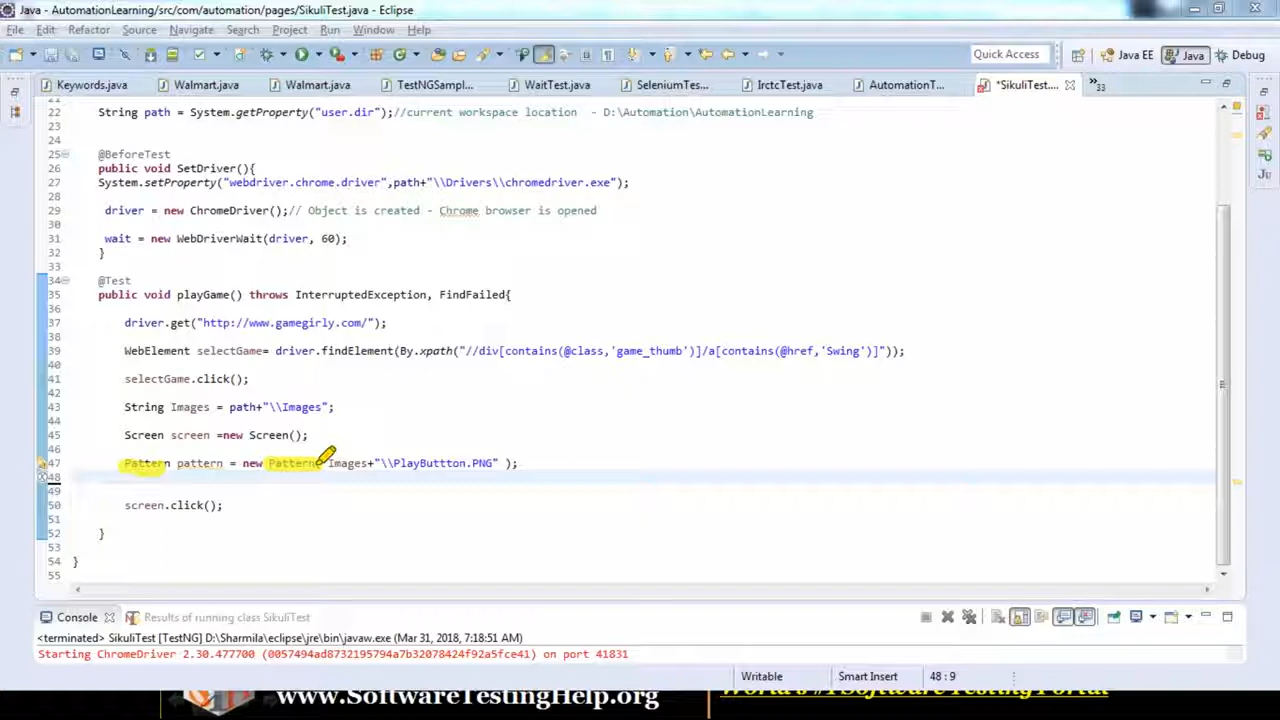 Java - AutomationLearning/src/com/automation/pages/SikuliTest.java - Eclipse
File Edit Refactor Source Navigate Search Project Run Window Help
Quick Access Java EE Java Debug
Keywords.java Walmart.java Walmart.java TestNGSampl... WaitTest.java SeleniumTes... IrctcTest.java AutomationT... *SikuliTest.... 33
22 String path = System.getProperty("user.dir");//current workspace location - D:\Automation\AutomationLearning
23
24
25 @BeforeTest
26 public void SetDriver(){
27 System.setProperty("webdriver.chrome.driver",path+"\\Drivers\\chromedriver.exe");
28
29 driver = new ChromeDriver();// Object is created - Chrome browser is opened
30
31 wait = new WebDriverWait(driver, 60);
32 }
33
34 @Test
35 public void playGame() throws InterruptedException, FindFailed{
36
37 driver.get("http://www.gamegirly.com/");
38
39 WebElement selectGame= driver.findElement(By.xpath("//div[contains(@class,'game_thumb')]/a[contains(@href,'Swing')]"));
40
41 selectGame.click();
42
43 String Images = path+"\\Images";
44
45 Screen screen =new Screen();
46
47 Pattern pattern = new Pattern Images+"\\PlayButtton.PNG" );
48
49
50 screen.click();
51
52 }
53
54 }
55
Console Results of running class SikuliTest
<terminated> SikuliTest [TestNG] D:\Sharmila\eclipse\jre\bin\javaw.exe (Mar 31, 2018, 7:18:51 AM)
Starting ChromeDriver 2.30.477700 (0057494ad8732195794a7b32078424f92a5fce41) on port 41831
Writable Smart Insert 48 : 9
www.SoftwareTestingHelp.org